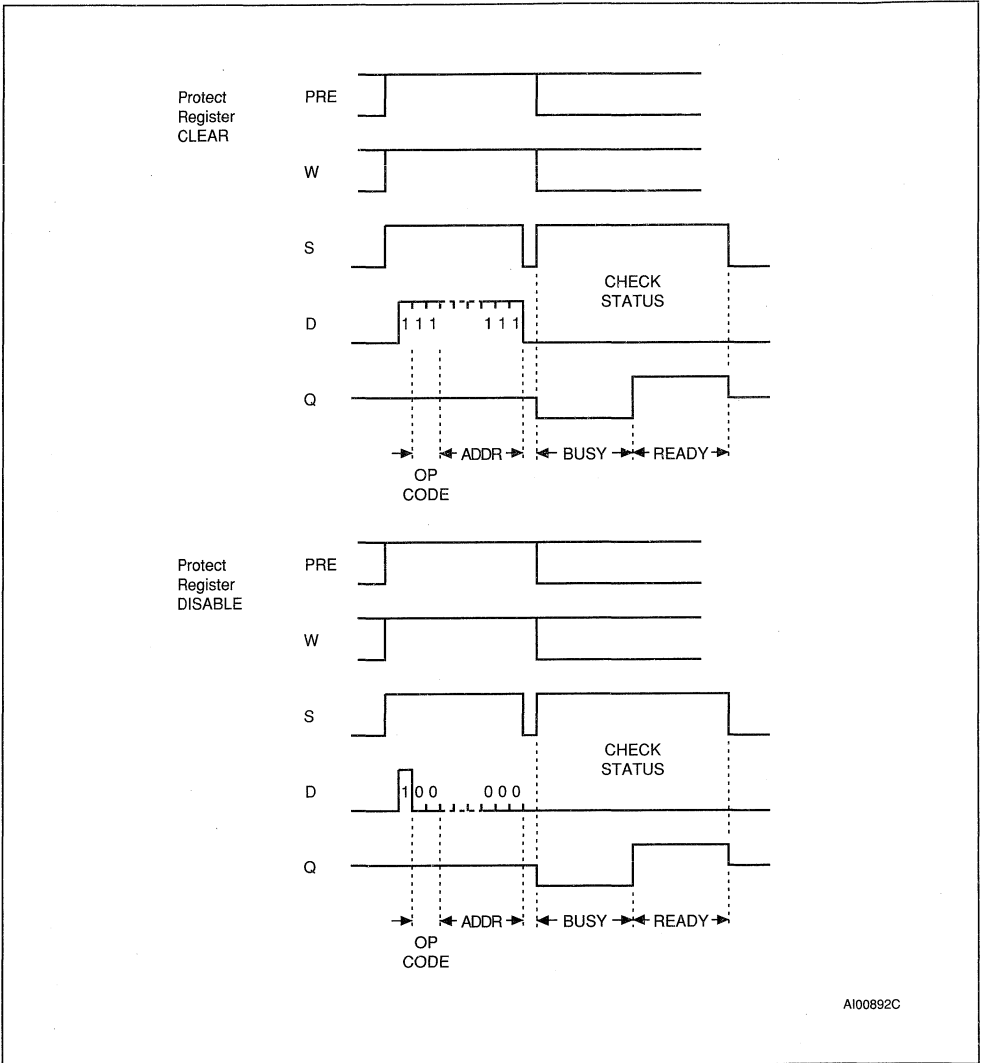 Protect
Register
CLEAR
PRE
W
S
CHECK
STATUS
D
1 1 1 1 1 1
Q
ADDR BUSY READY
OP
CODE
Protect
Register
DISABLE
PRE
W
S
CHECK
STATUS
D
1 0 0 0 0 0
Q
ADDR BUSY READY
OP
CODE
AI00892C